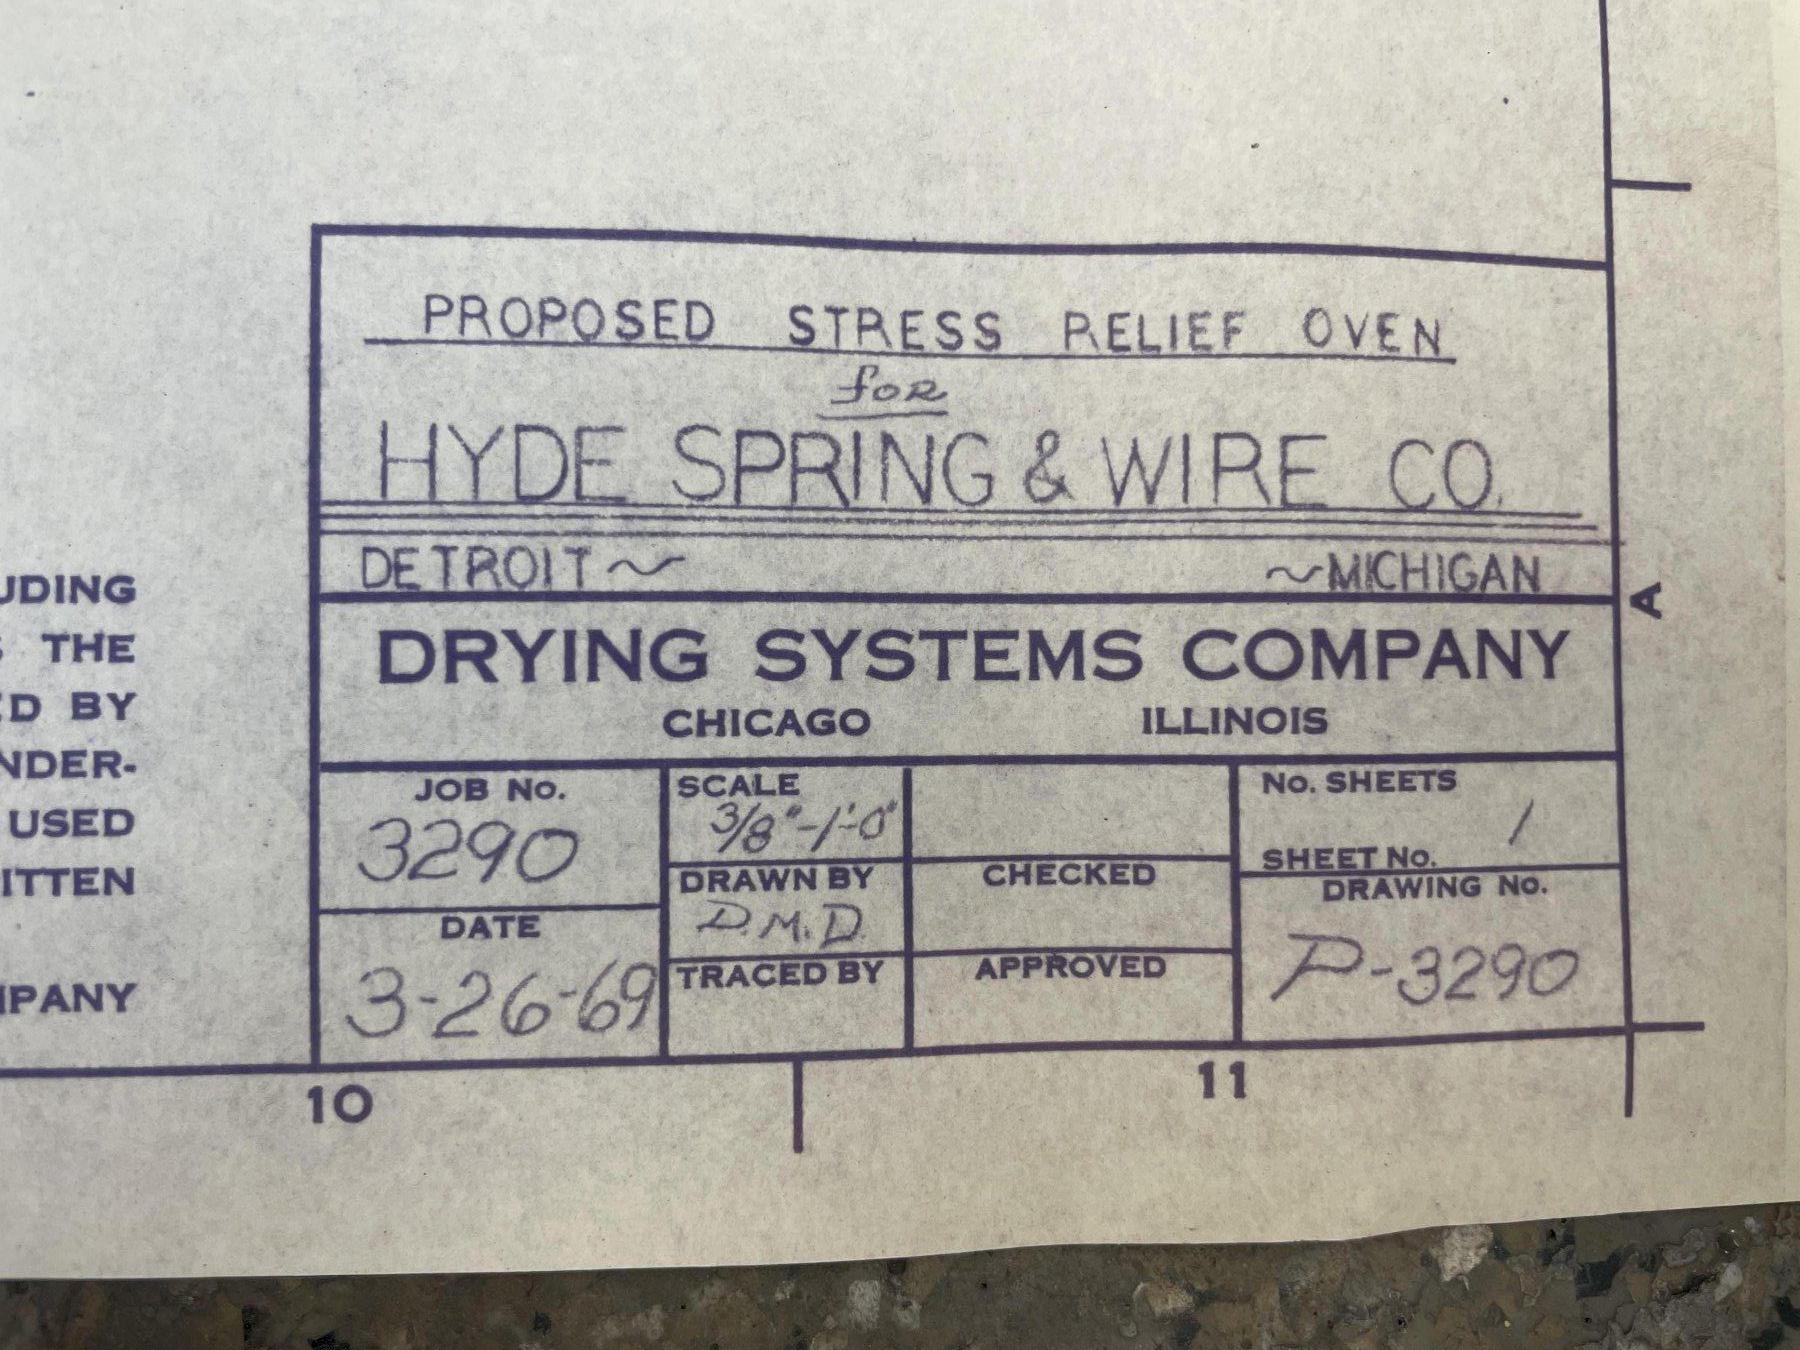 PROPOSED STRESS RELIEF OVEN
for
HYDE SPRING & WIRE CO.
DETROIT ~ ~ MICHIGAN
DRYING SYSTEMS COMPANY
CHICAGO ILLINOIS
JOB No.
3290
DATE
3-26-69
SCALE
3/8"-1'-0"
DRAWN BY
D.M.D.
TRACED BY
CHECKED
APPROVED
No. SHEETS
1
SHEET No.
DRAWING No.
P-3290
UDING
THE
ED BY
NDER-
USED
ITTEN
MPANY
A
10
11